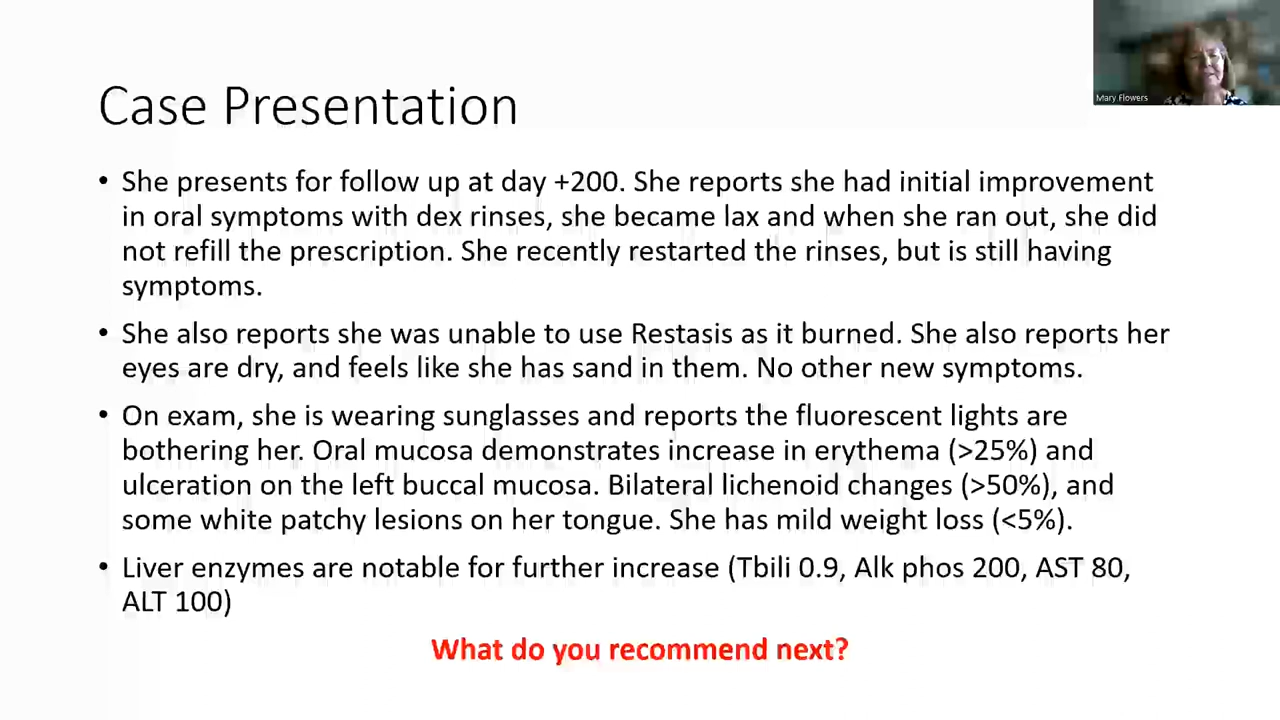 Mary Flowers
Case Presentation
• She presents for follow up at day +200. She reports she had initial improvement
in oral symptoms with dex rinses, she became lax and when she ran out, she did
not refill the prescription. She recently restarted the rinses, but is still having
symptoms.
• She also reports she was unable to use Restasis as it burned. She also reports her
eyes are dry, and feels like she has sand in them. No other new symptoms.
• On exam, she is wearing sunglasses and reports the fluorescent lights are
bothering her. Oral mucosa demonstrates increase in erythema (>25%) and
ulceration on the left buccal mucosa. Bilateral lichenoid changes (>50%), and
some white patchy lesions on her tongue. She has mild weight loss (<5%).
• Liver enzymes are notable for further increase (Tbili 0.9, Alk phos 200, AST 80,
ALT 100)
What do you recommend next?